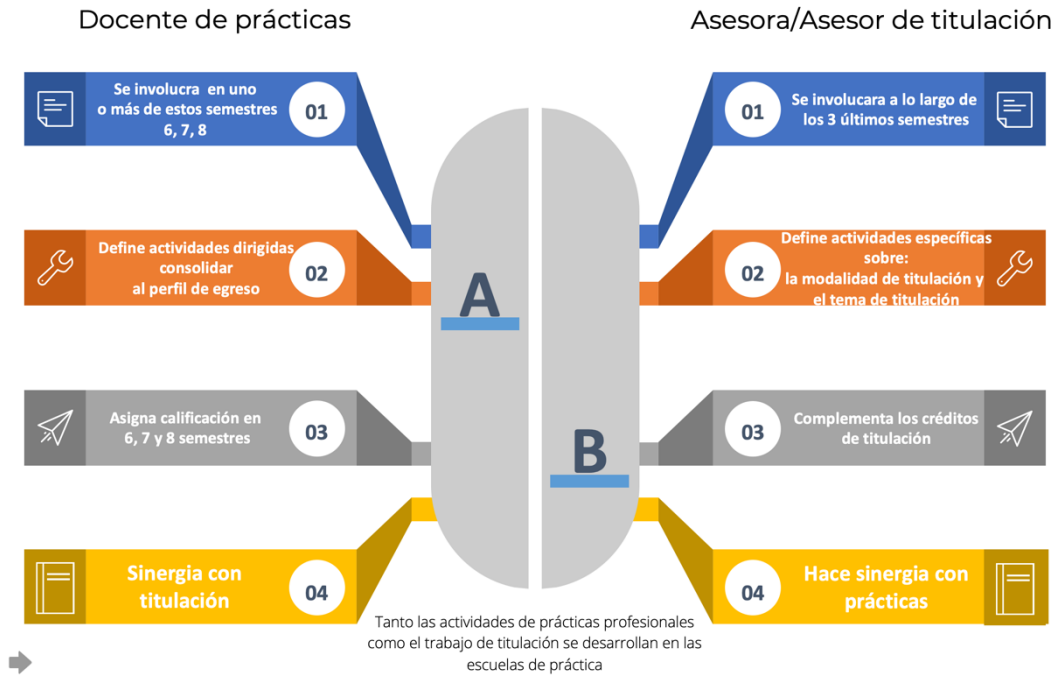 Docente de prácticas
Asesora/Asesor de titulación
Se involucra en uno
o más de estos semestres
6, 7, 8
01
Define actividades dirigidas
consolidar
al perfil de egreso
02
Asigna calificación en
6, 7 y 8 semestres
03
Sinergia con
titulación
04
A
B
01
Se involucara a lo largo de
los 3 últimos semestres
02
Define actividades específicas
sobre:
la modalidad de titulación y
el tema de titulación
03
Complementa los créditos
de titulación
04
Hace sinergia con
prácticas
Tanto las actividades de prácticas profesionales
como el trabajo de titulación se desarrollan en las
escuelas de práctica